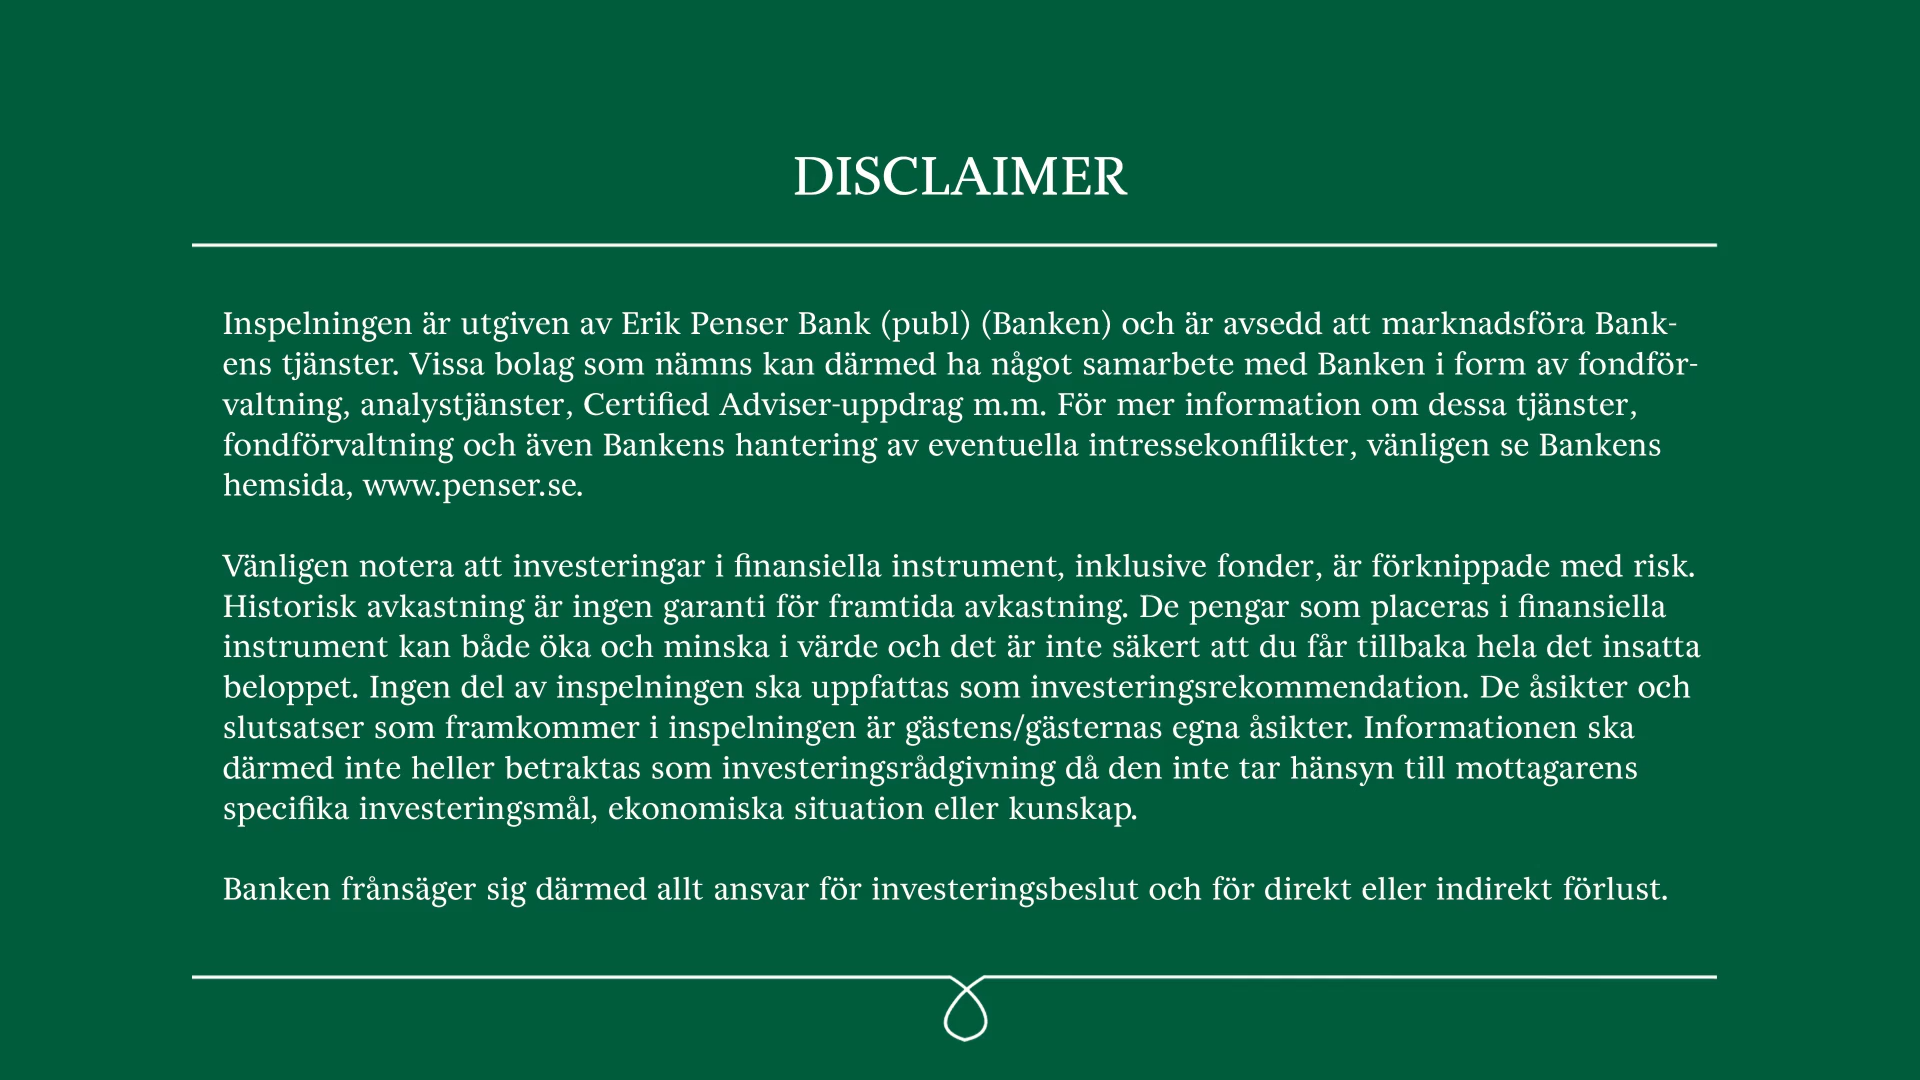 DISCLAIMER
Inspelningen är utgiven av Erik Penser Bank (publ) (Banken) och är avsedd att marknadsföra Bank-
ens tjänster. Vissa bolag som nämns kan därmed ha något samarbete med Banken i form av fondför-
valtning, analystjänster, Certified Adviser-uppdrag m.m. För mer information om dessa tjänster,
fondförvaltning och även Bankens hantering av eventuella intressekonflikter, vänligen se Bankens
hemsida, www.penser.se.
Vänligen notera att investeringar i finansiella instrument, inklusive fonder, är förknippade med risk.
Historisk avkastning är ingen garanti för framtida avkastning. De pengar som placeras i finansiella
instrument kan både öka och minska i värde och det är inte säkert att du får tillbaka hela det insatta
beloppet. Ingen del av inspelningen ska uppfattas som investeringsrekommendation. De åsikter och
slutsatser som framkommer i inspelningen är gästens/gästernas egna åsikter. Informationen ska
därmed inte heller betraktas som investeringsrådgivning då den inte tar hänsyn till mottagarens
specifika investeringsmål, ekonomiska situation eller kunskap.
Banken frånsäger sig därmed allt ansvar för investeringsbeslut och för direkt eller indirekt förlust.